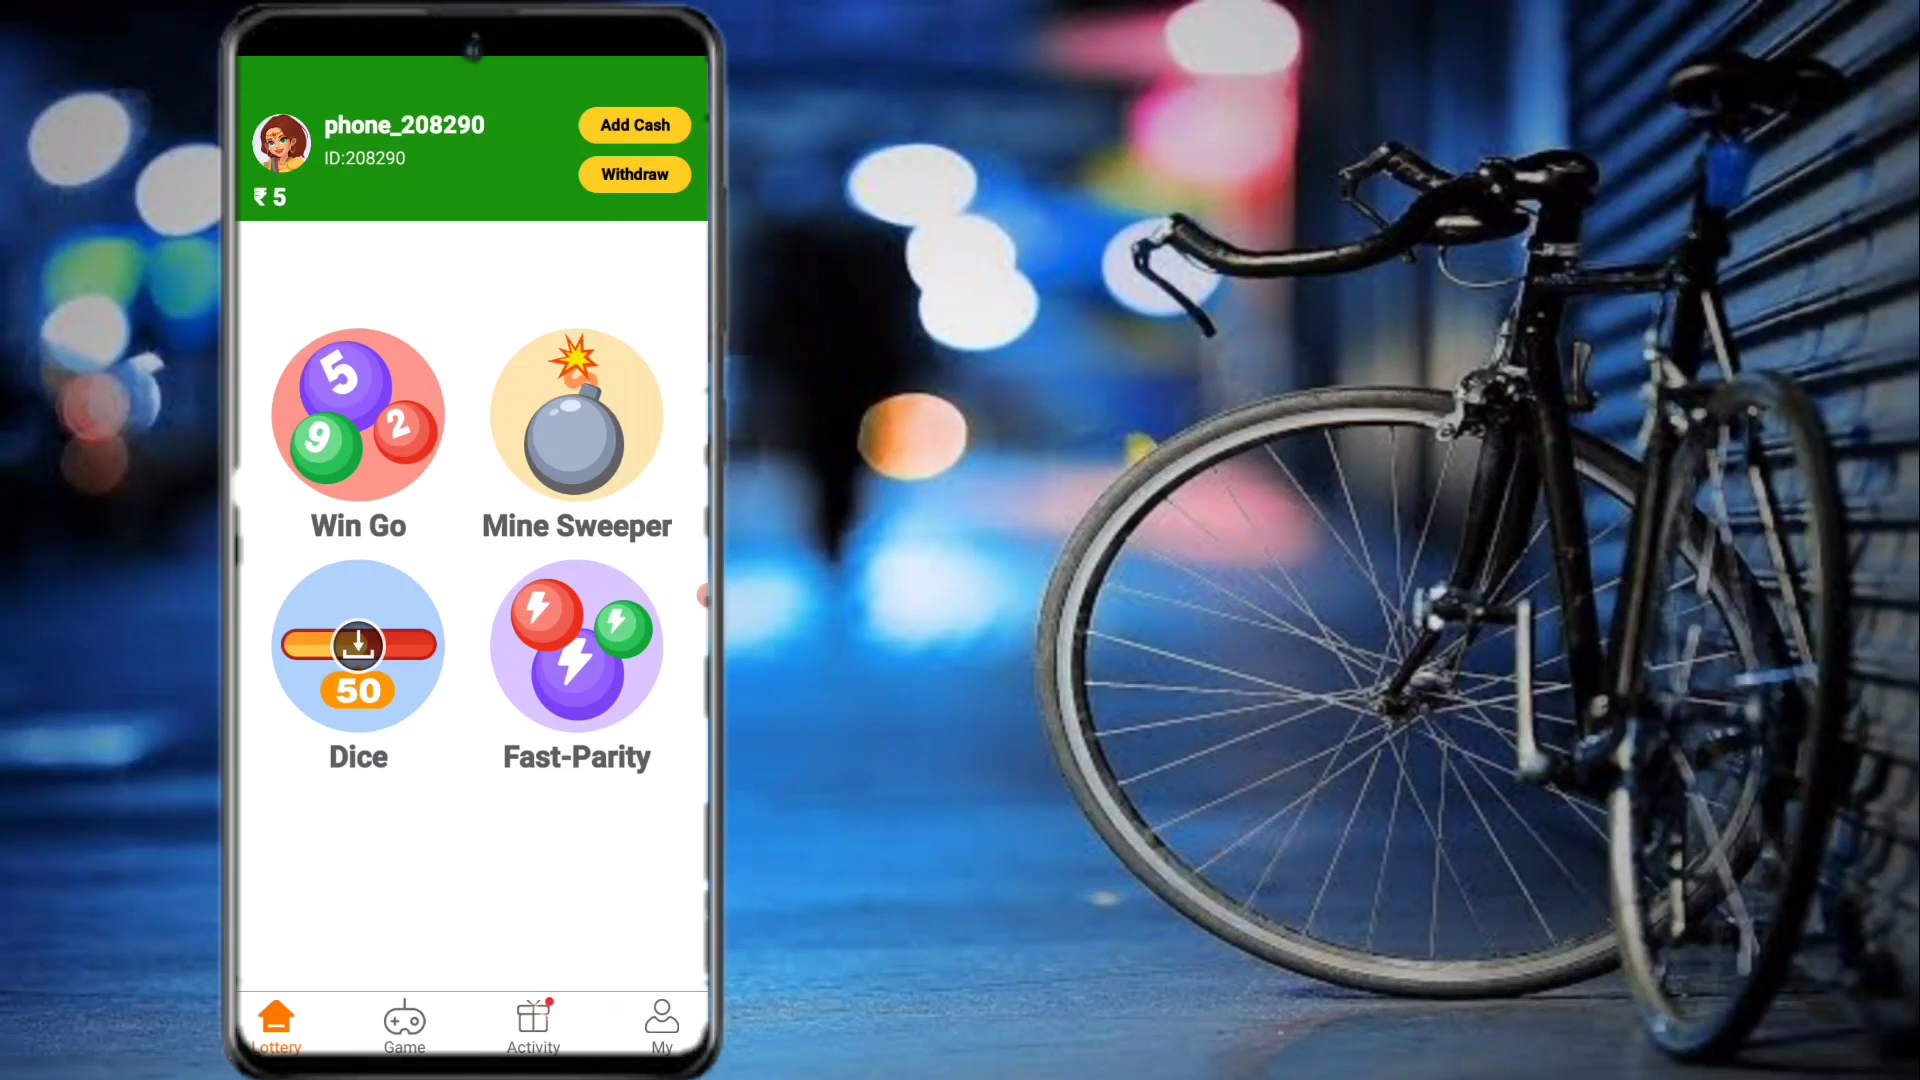 phone_208290
ID:208290
₹ 5
Add Cash
Withdraw
5
9
2
Win Go
Mine Sweeper
50
Dice
Fast-Parity
Lottery
Game
Activity
My